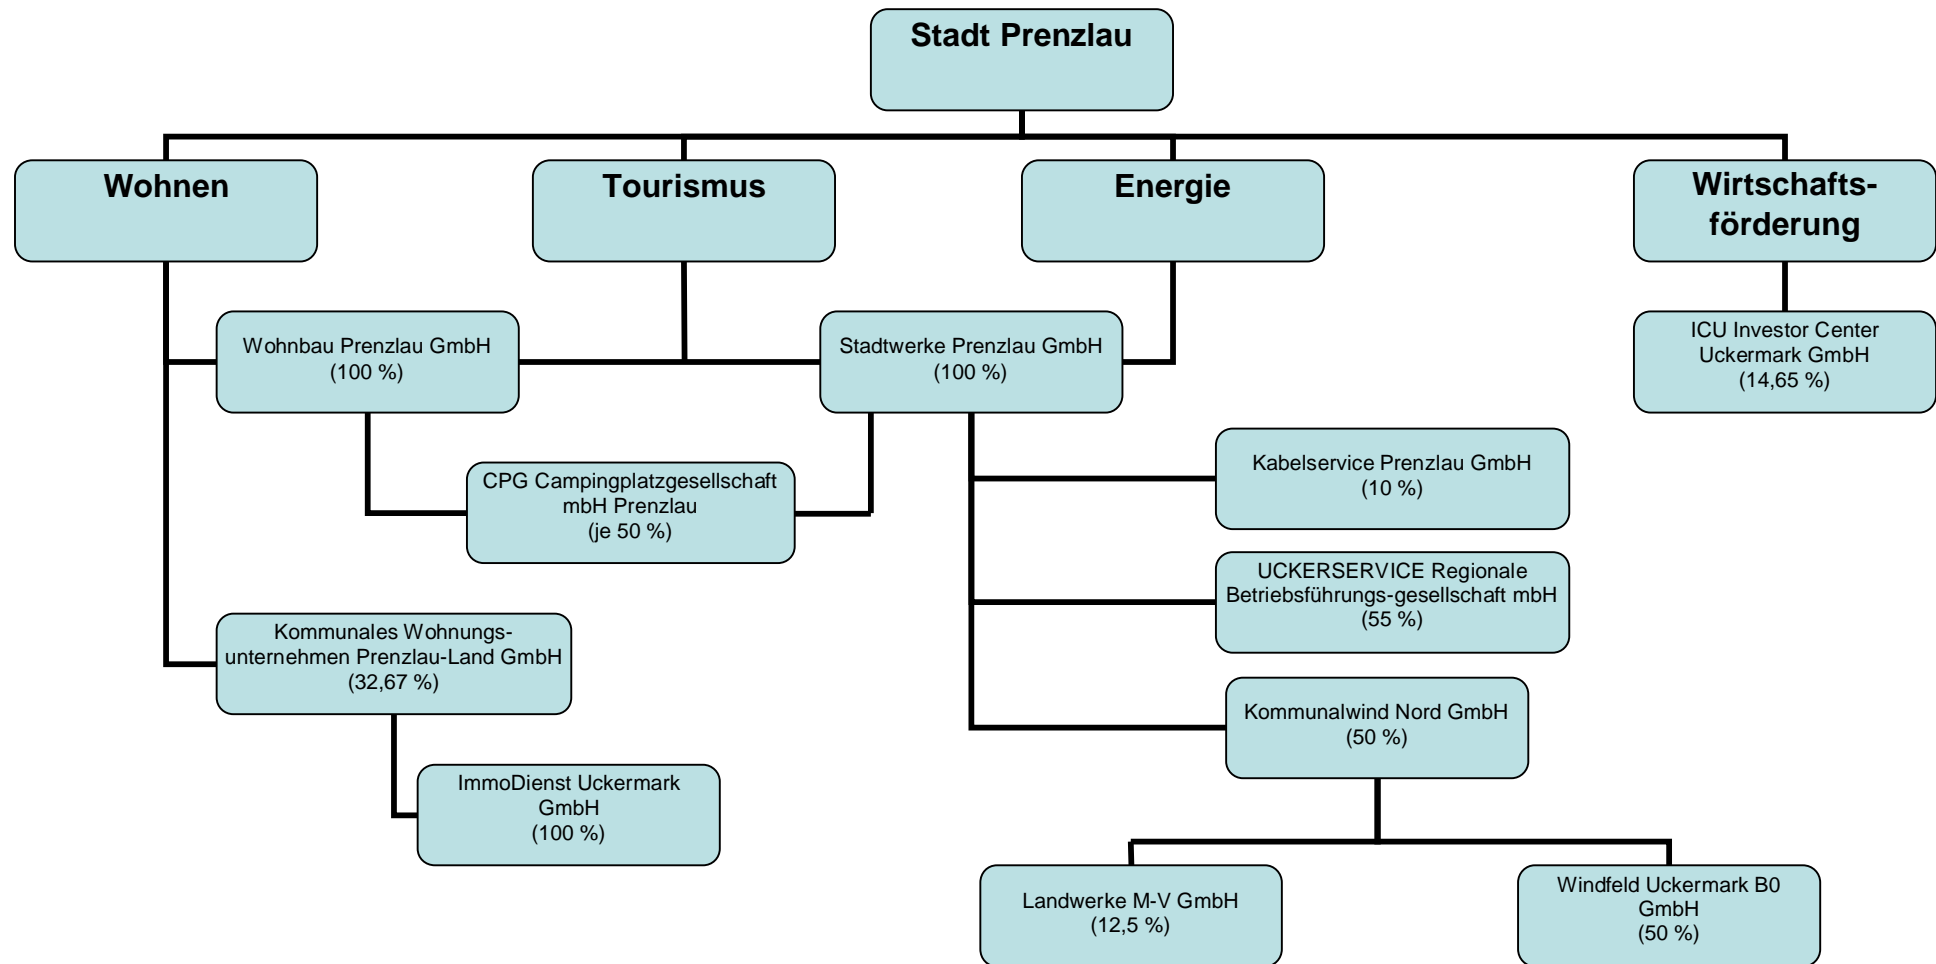 Stadt Prenzlau
Wohnen
Tourismus
Energie
Wirtschafts-
förderung
Wohnbau Prenzlau GmbH
(100 %)
Stadtwerke Prenzlau GmbH
(100 %)
ICU Investor Center
Uckermark GmbH
(14,65 %)
CPG Campingplatzgesellschaft
mbH Prenzlau
(je 50 %)
Kabelservice Prenzlau GmbH
(10 %)
UCKERSERVICE Regionale
Betriebsführungs-gesellschaft mbH
(55 %)
Kommunales Wohnungs-
unternehmen Prenzlau-Land GmbH
(32,67 %)
Kommunalwind Nord GmbH
(50 %)
ImmoDienst Uckermark
GmbH
(100 %)
Landwerke M-V GmbH
(12,5 %)
Windfeld Uckermark B0
GmbH
(50 %)